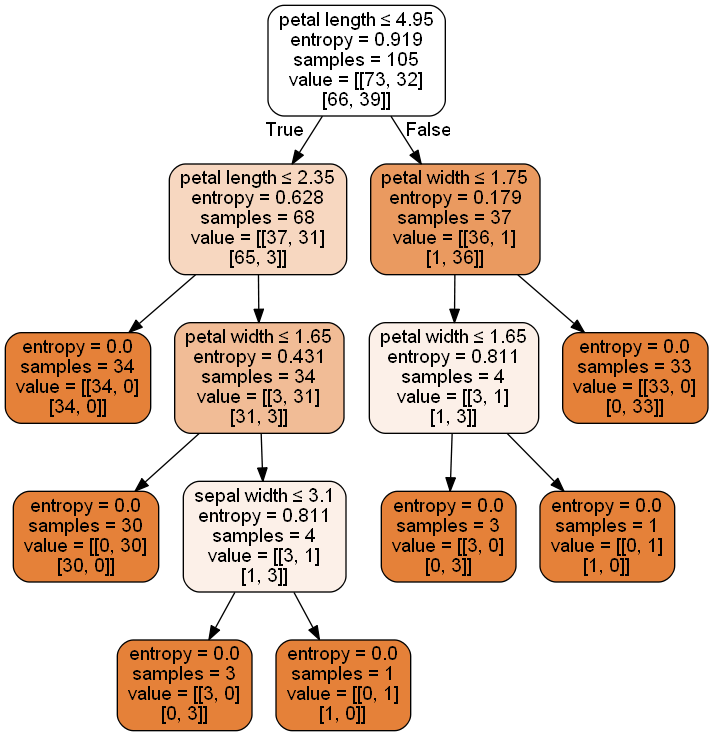 petal length ≤ 4.95
entropy = 0.919
samples = 105
value = [[73, 32]
[66, 39]]
True
False
petal length ≤ 2.35
entropy = 0.628
samples = 68
value = [[37, 31]
[65, 3]]
petal width ≤ 1.75
entropy = 0.179
samples = 37
value = [[36, 1]
[1, 36]]
entropy = 0.0
samples = 34
value = [[34, 0]
[34, 0]]
petal width ≤ 1.65
entropy = 0.431
samples = 34
value = [[3, 31]
[31, 3]]
petal width ≤ 1.65
entropy = 0.811
samples = 4
value = [[3, 1]
[1, 3]]
entropy = 0.0
samples = 33
value = [[33, 0]
[0, 33]]
entropy = 0.0
samples = 30
value = [[0, 30]
[30, 0]]
sepal width ≤ 3.1
entropy = 0.811
samples = 4
value = [[3, 1]
[1, 3]]
entropy = 0.0
samples = 3
value = [[3, 0]
[0, 3]]
entropy = 0.0
samples = 1
value = [[0, 1]
[1, 0]]
entropy = 0.0
samples = 3
value = [[3, 0]
[0, 3]]
entropy = 0.0
samples = 1
value = [[0, 1]
[1, 0]]